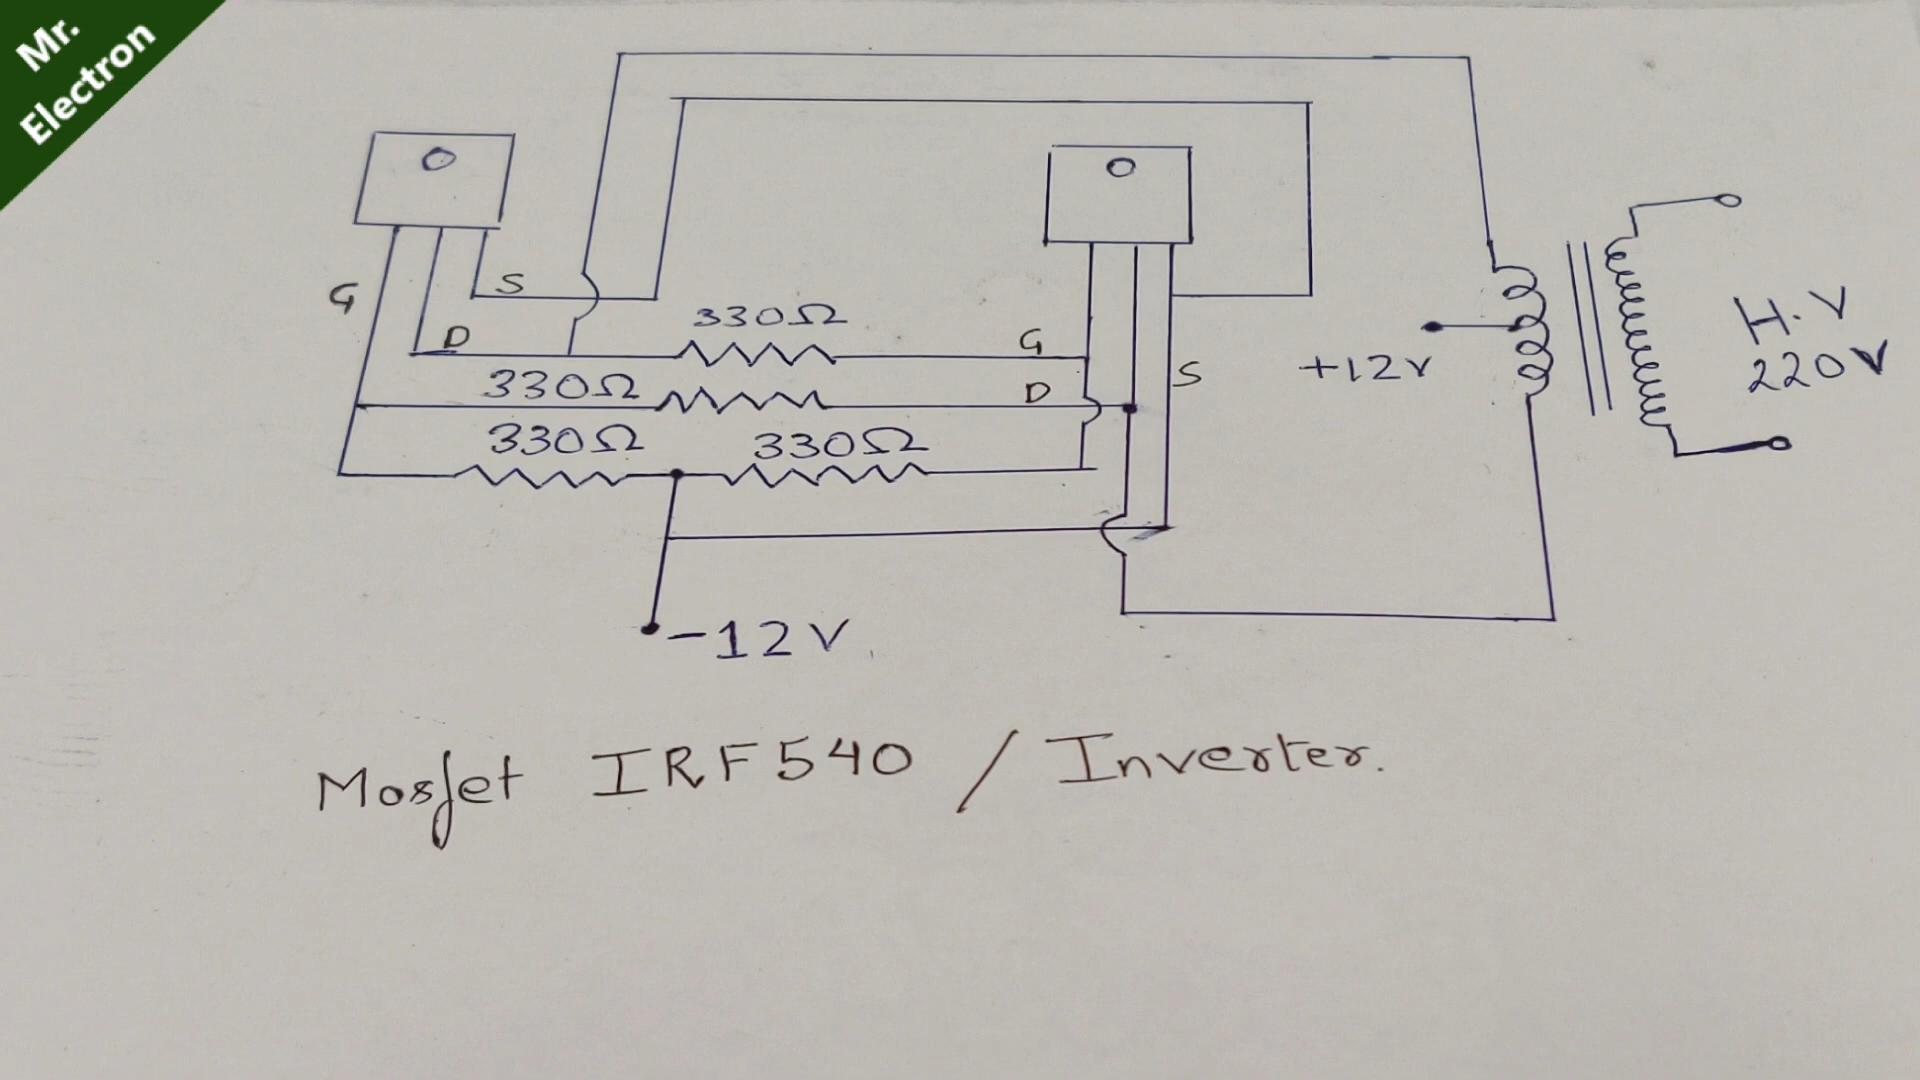 Mr.
Electron
G
D
S
330Ω
330Ω
330Ω
330Ω
G
D
S
+12V
H.V
220V
-12V
Mosfet IRF540 / Inverter.